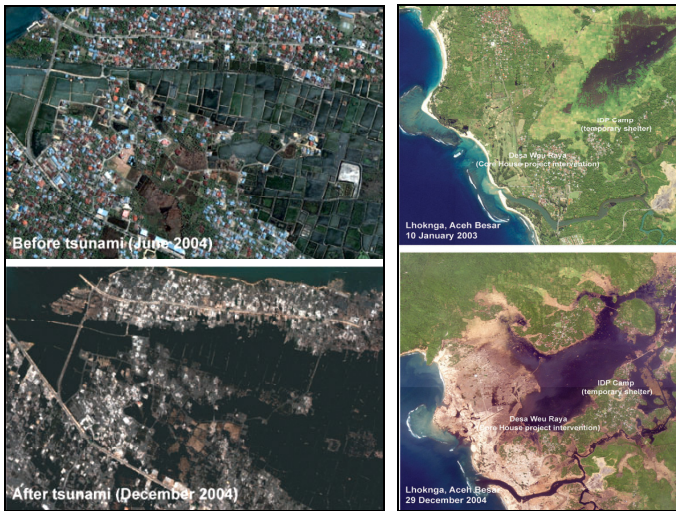 Before tsunami (June 2004)
After tsunami (December 2004)
IDP Camp
(temporary shelter)
Desa Weu Raya
(Core House project intervention)
Lhoknga, Aceh Besar
10 January 2003
IDP Camp
(temporary shelter)
Desa Weu Raya
(Core House project intervention)
Lhoknga, Aceh Besar
29 December 2004